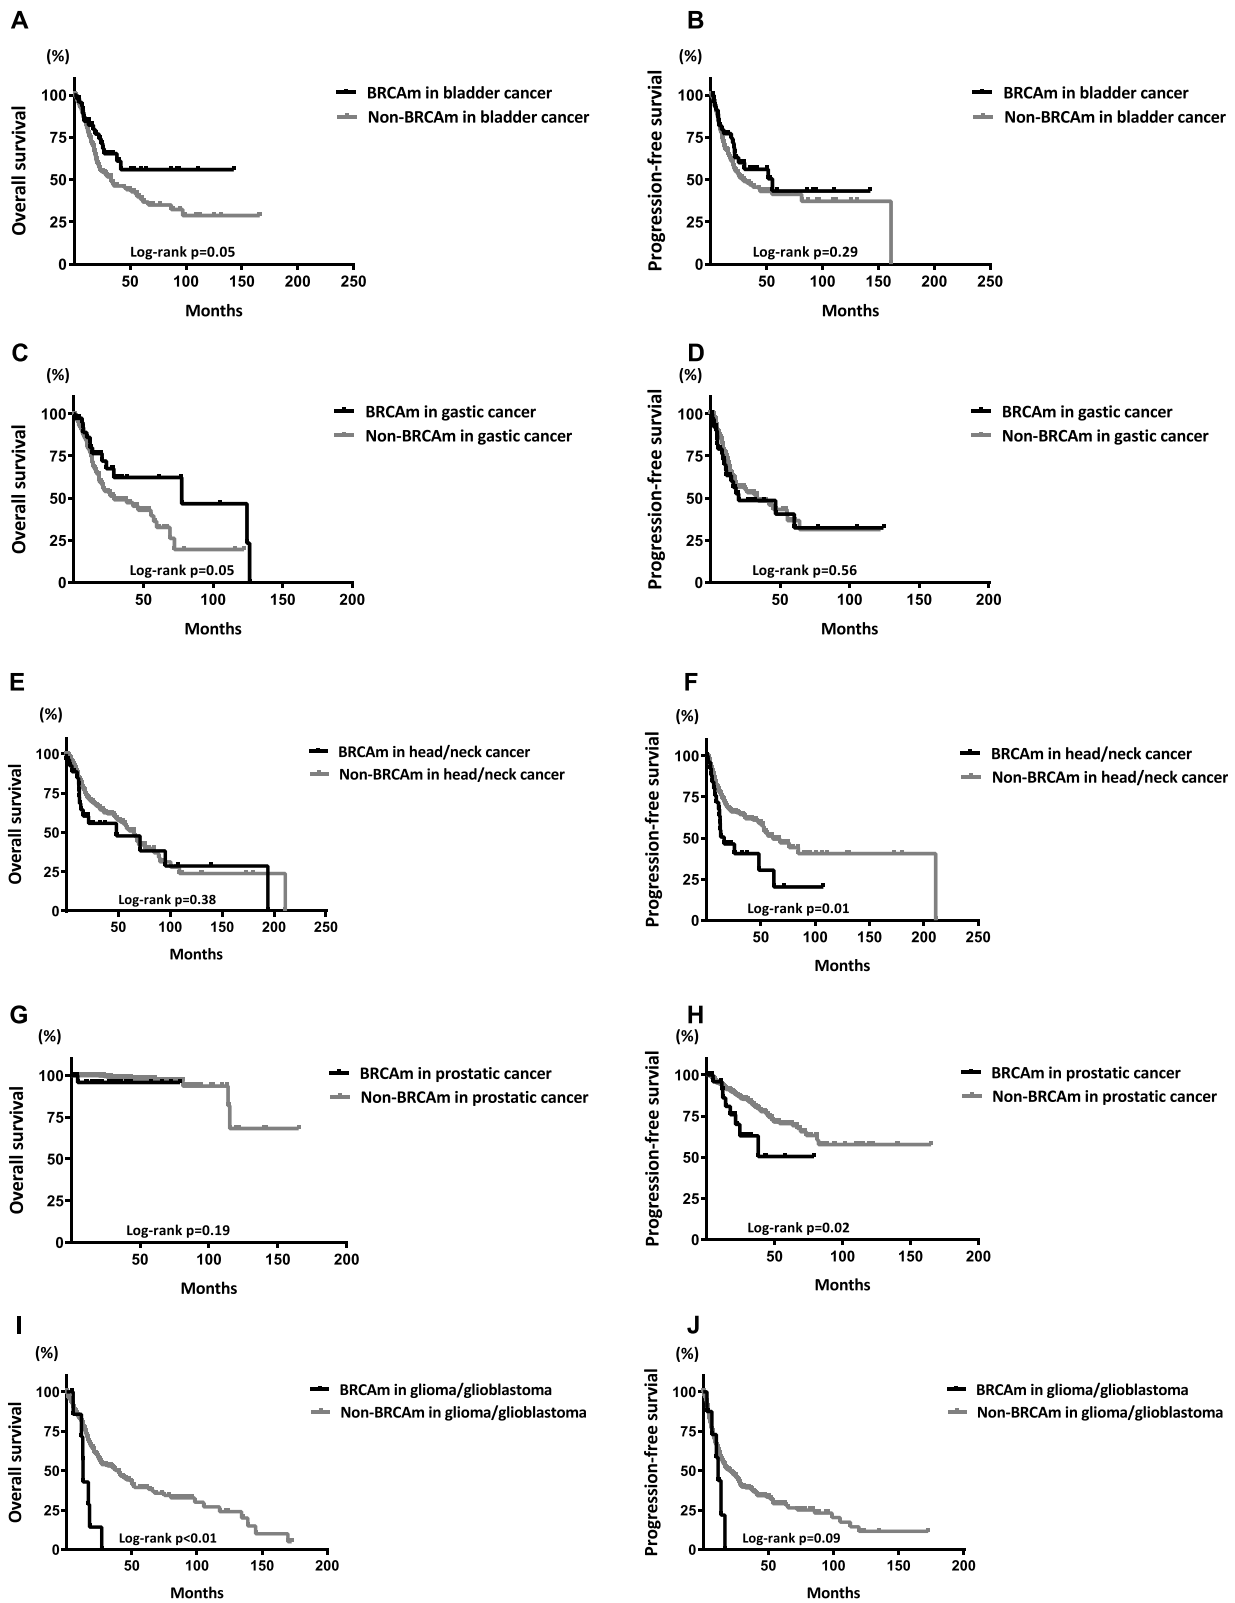 A
(%)
Overall survival
100
75
50
25
0
50 100 150 200 250
Months
BRCAm in bladder cancer
Non-BRCAm in bladder cancer
Log-rank p=0.05
B
(%)
Progression-free survial
100
75
50
25
0
50 100 150 200 250
Months
BRCAm in bladder cancer
Non-BRCAm in bladder cancer
Log-rank p=0.29
C
(%)
Overall survival
100
75
50
25
0
50 100 150 200
Months
BRCAm in gastic cancer
Non-BRCAm in gastic cancer
Log-rank p=0.05
D
(%)
Progression-free survial
100
75
50
25
0
50 100 150 200
Months
BRCAm in gastic cancer
Non-BRCAm in gastic cancer
Log-rank p=0.56
E
(%)
Overall survival
100
75
50
25
0
50 100 150 200 250
Months
BRCAm in head/neck cancer
Non-BRCAm in head/neck cancer
Log-rank p=0.38
F
(%)
Progression-free survial
100
75
50
25
0
50 100 150 200 250
Months
BRCAm in head/neck cancer
Non-BRCAm in head/neck cancer
Log-rank p=0.01
G
(%)
Overall survival
100
75
50
25
0
50 100 150 200
Months
BRCAm in prostatic cancer
Non-BRCAm in prostatic cancer
Log-rank p=0.19
H
(%)
Progression-free survial
100
75
50
25
0
50 100 150 200
Months
BRCAm in prostatic cancer
Non-BRCAm in prostatic cancer
Log-rank p=0.02
I
(%)
Overall survival
100
75
50
25
0
50 100 150 200
Months
BRCAm in glioma/glioblastoma
Non-BRCAm in glioma/glioblastoma
Log-rank p<0.01
J
(%)
Progression-free survial
100
75
50
25
0
50 100 150 200
Months
BRCAm in glioma/glioblastoma
Non-BRCAm in glioma/glioblastoma
Log-rank p=0.09